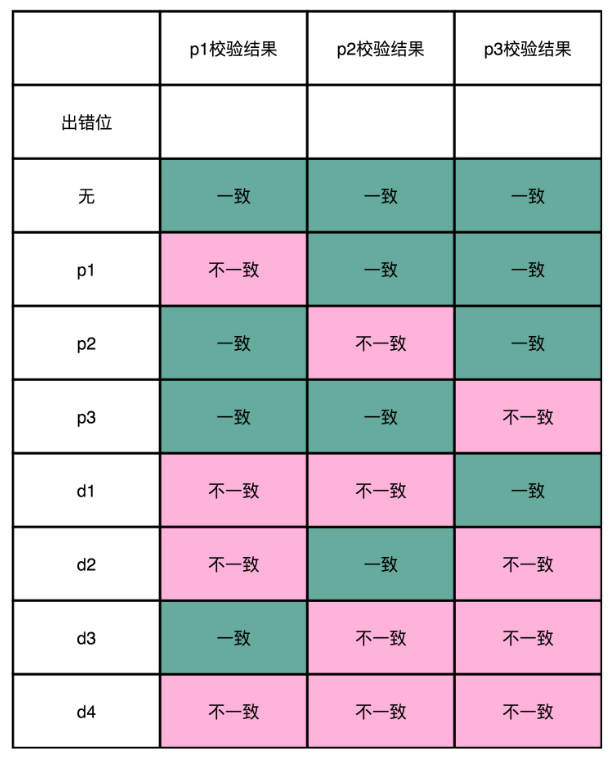 p1校验结果 p2校验结果 p3校验结果
出错位
无 一致 一致 一致
p1 不一致 一致 一致
p2 一致 不一致 一致
p3 一致 一致 不一致
d1 不一致 不一致 一致
d2 不一致 一致 不一致
d3 一致 不一致 不一致
d4 不一致 不一致 不一致